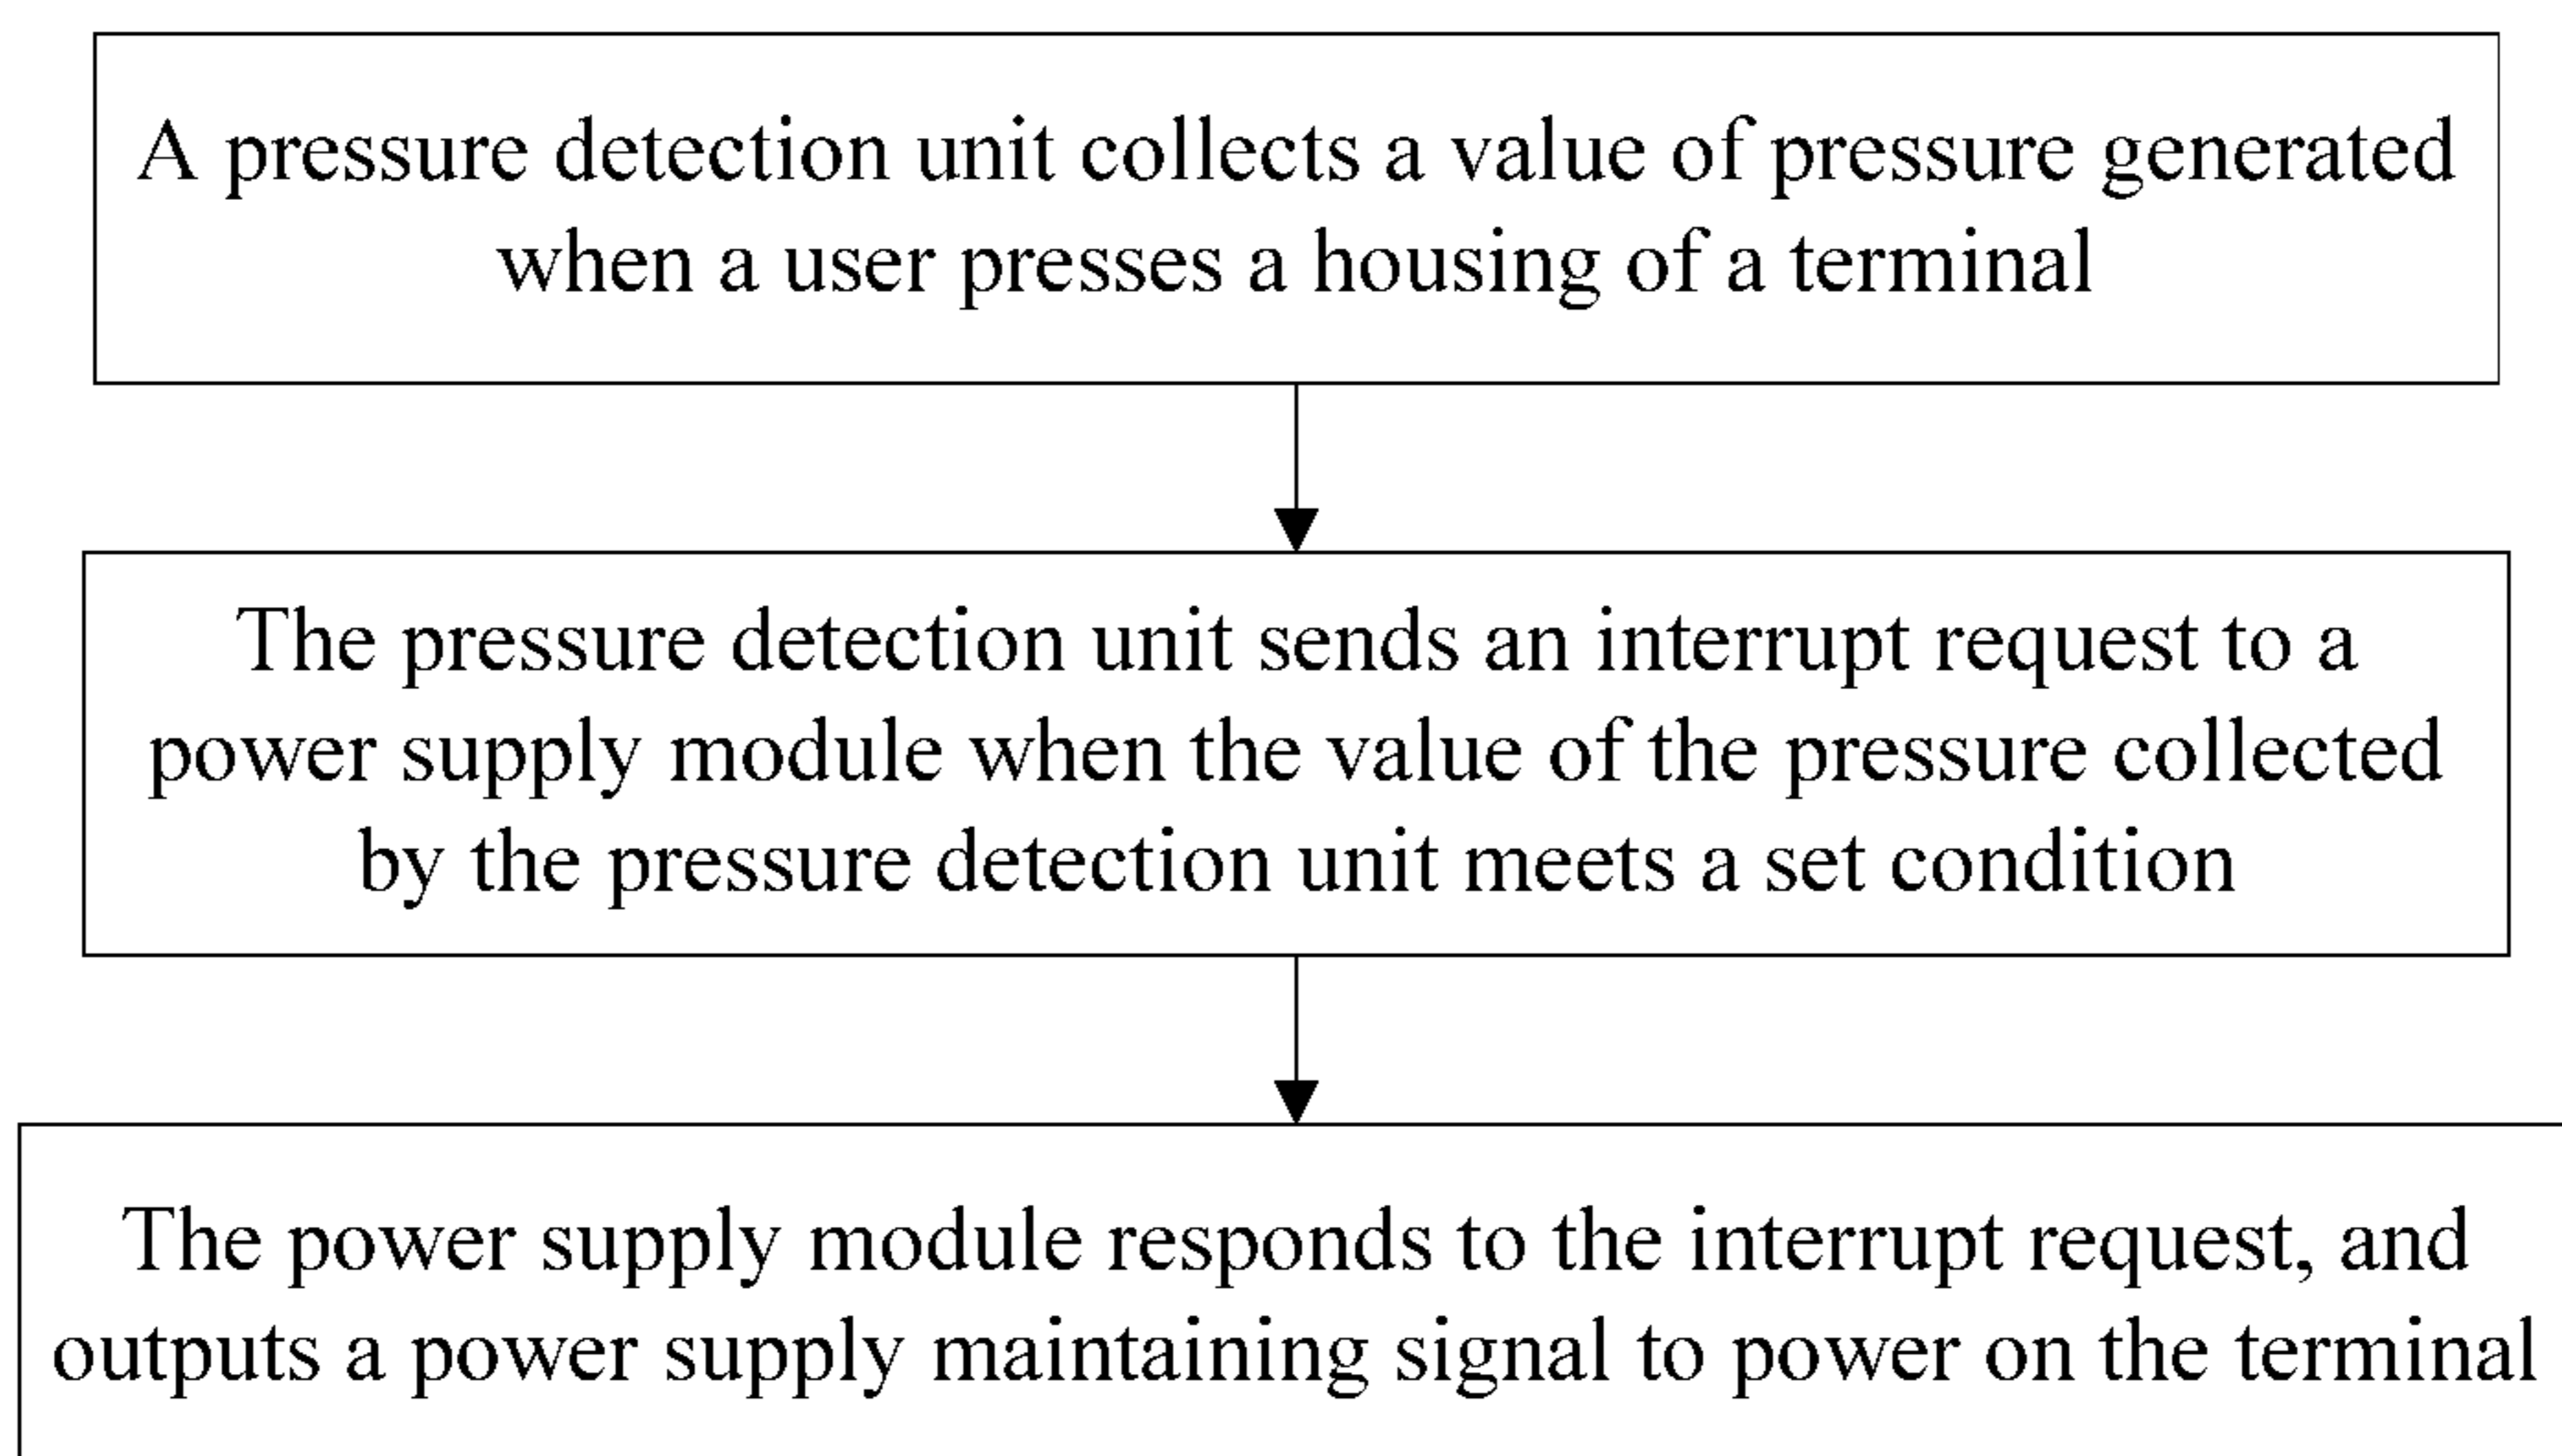 A pressure detection unit collects a value of pressure generated
when a user presses a housing of a terminal
The pressure detection unit sends an interrupt request to a
power supply module when the value of the pressure collected
by the pressure detection unit meets a set condition
The power supply module responds to the interrupt request, and
outputs a power supply maintaining signal to power on the terminal